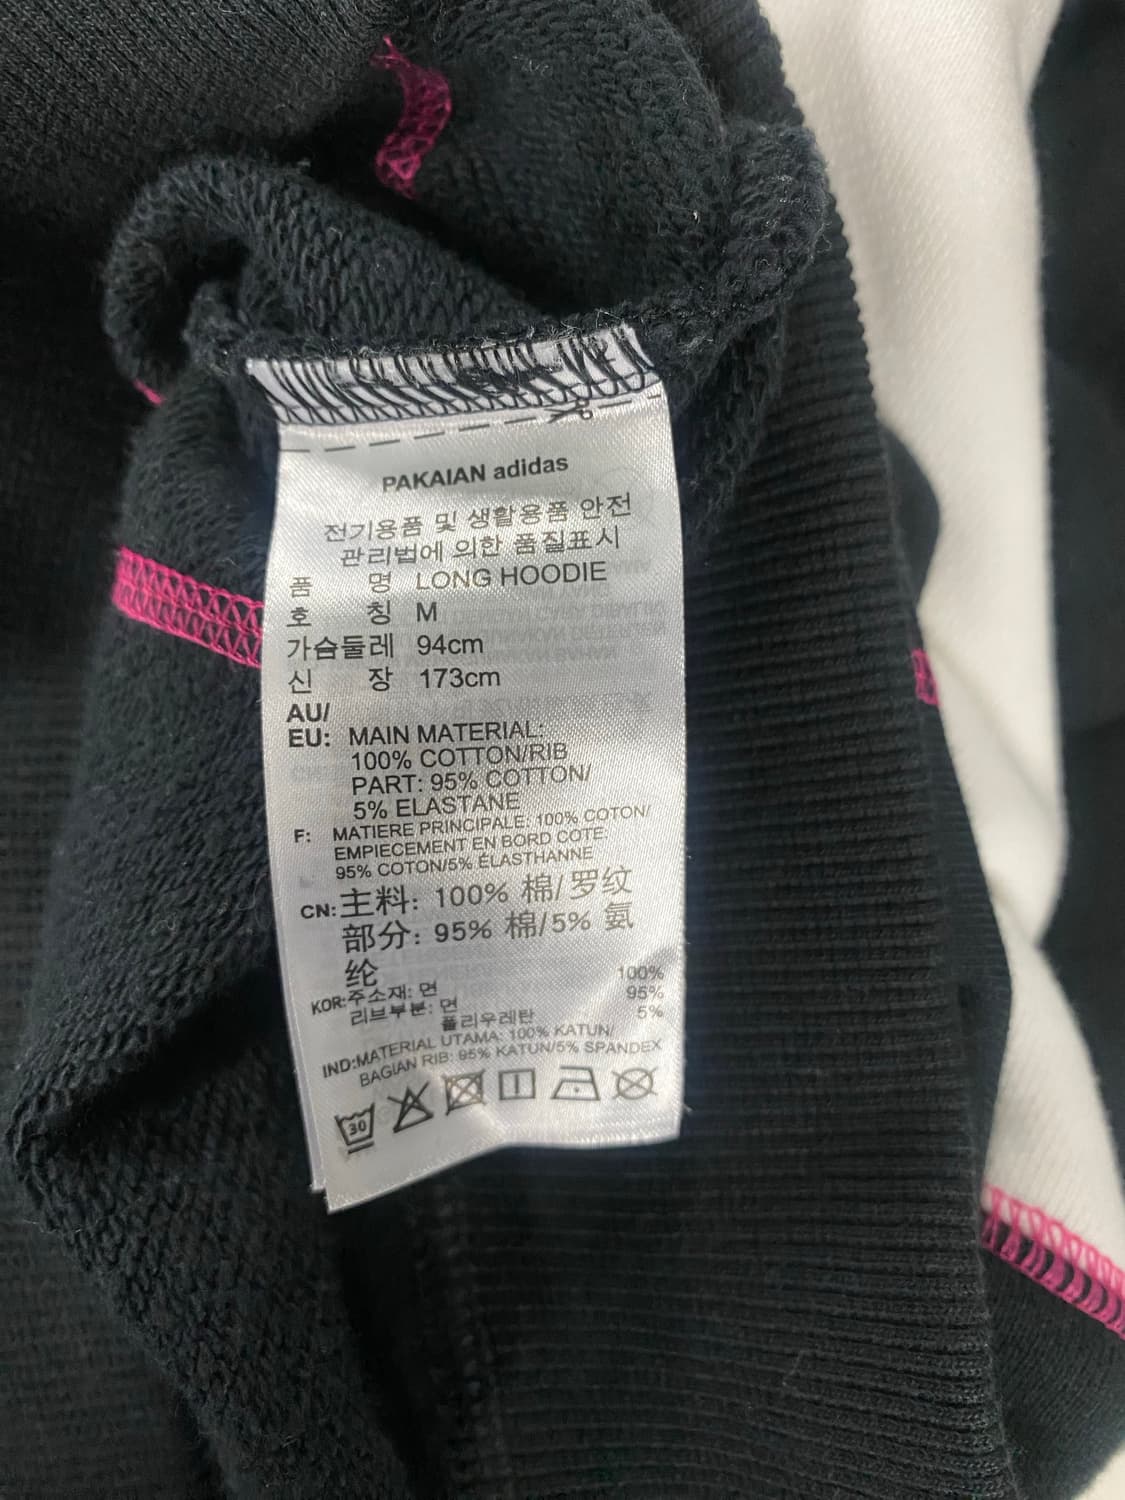 PAKAIAN adidas
전기용품 및 생활용품 안전
관리법에 의한 품질표시
품 명 LONG HOODIE
호 칭 M
가슴둘레 94cm
신 장 173cm
AU/
EU: MAIN MATERIAL:
100% COTTON/RIB
PART: 95% COTTON/
5% ELASTANE
F: MATIERE PRINCIPALE: 100% COTON/
EMPIECEMENT EN BORD COTE:
95% COTON/5% ÉLASTHANNE
CN: 主料: 100% 棉/罗纹
部分: 95% 棉/5% 氨
纶
KOR: 주소재: 면 100%
리브부분: 면 95%
폴리우레탄 5%
IND: MATERIAL UTAMA: 100% KATUN/
BAGIAN RIB: 95% KATUN/5% SPANDEX
30